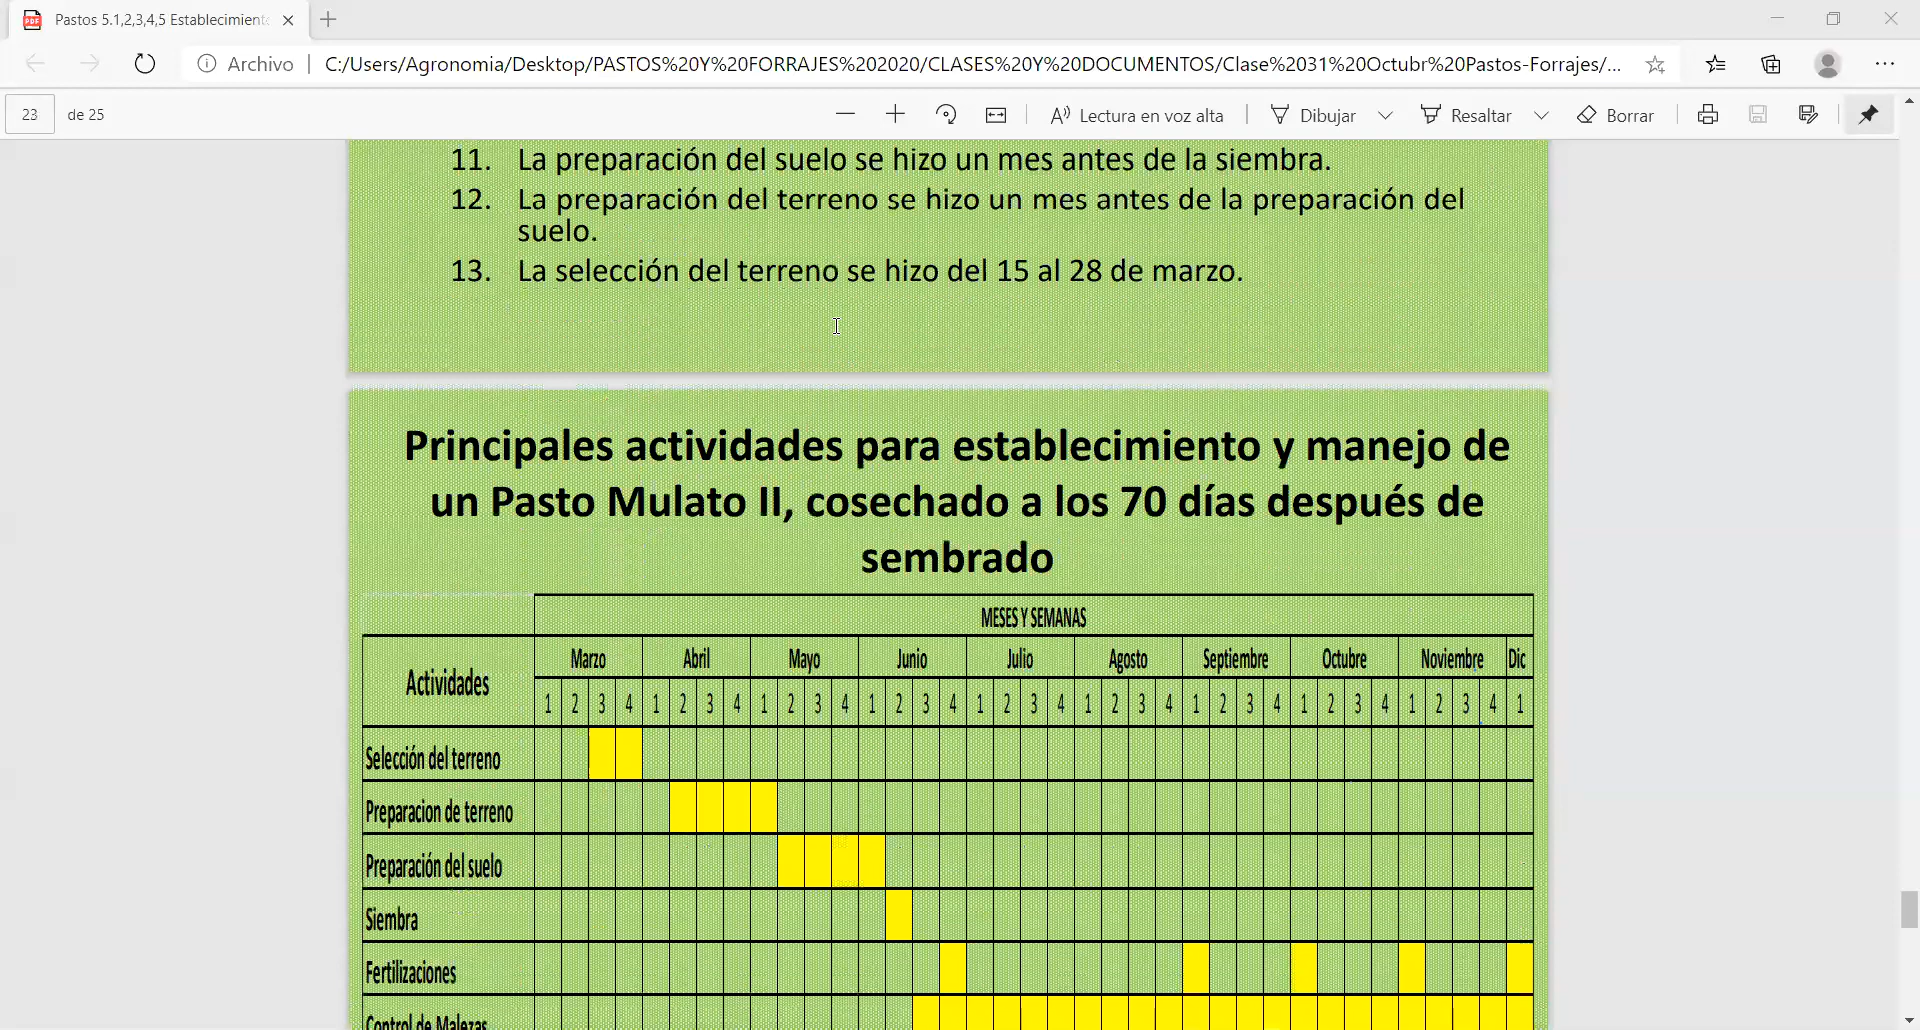 Pastos 5.1,2,3,4,5 Establecimient
Archivo | C:/Users/Agronomia/Desktop/PASTOS%20Y%20FORRAJES%202020/CLASES%20Y%20DOCUMENTOS/Clase%2031%20Octubr%20Pastos-Forrajes/...
23 de 25 Lectura en voz alta Dibujar Resaltar Borrar
11. La preparación del suelo se hizo un mes antes de la siembra.
12. La preparación del terreno se hizo un mes antes de la preparación del
suelo.
13. La selección del terreno se hizo del 15 al 28 de marzo.
Principales actividades para establecimiento y manejo de
un Pasto Mulato II, cosechado a los 70 días después de
sembrado
MESES Y SEMANAS
Actividades
Marzo Abril Mayo Junio Julio Agosto Septiembre Octubre Noviembre Dic
1 2 3 4 1 2 3 4 1 2 3 4 1 2 3 4 1 2 3 4 1 2 3 4 1 2 3 4 1 2 3 4 1 2 3 4 1
Selección del terreno
Preparacion de terreno
Preparación del suelo
Siembra
Fertilizaciones
Control de Malezas